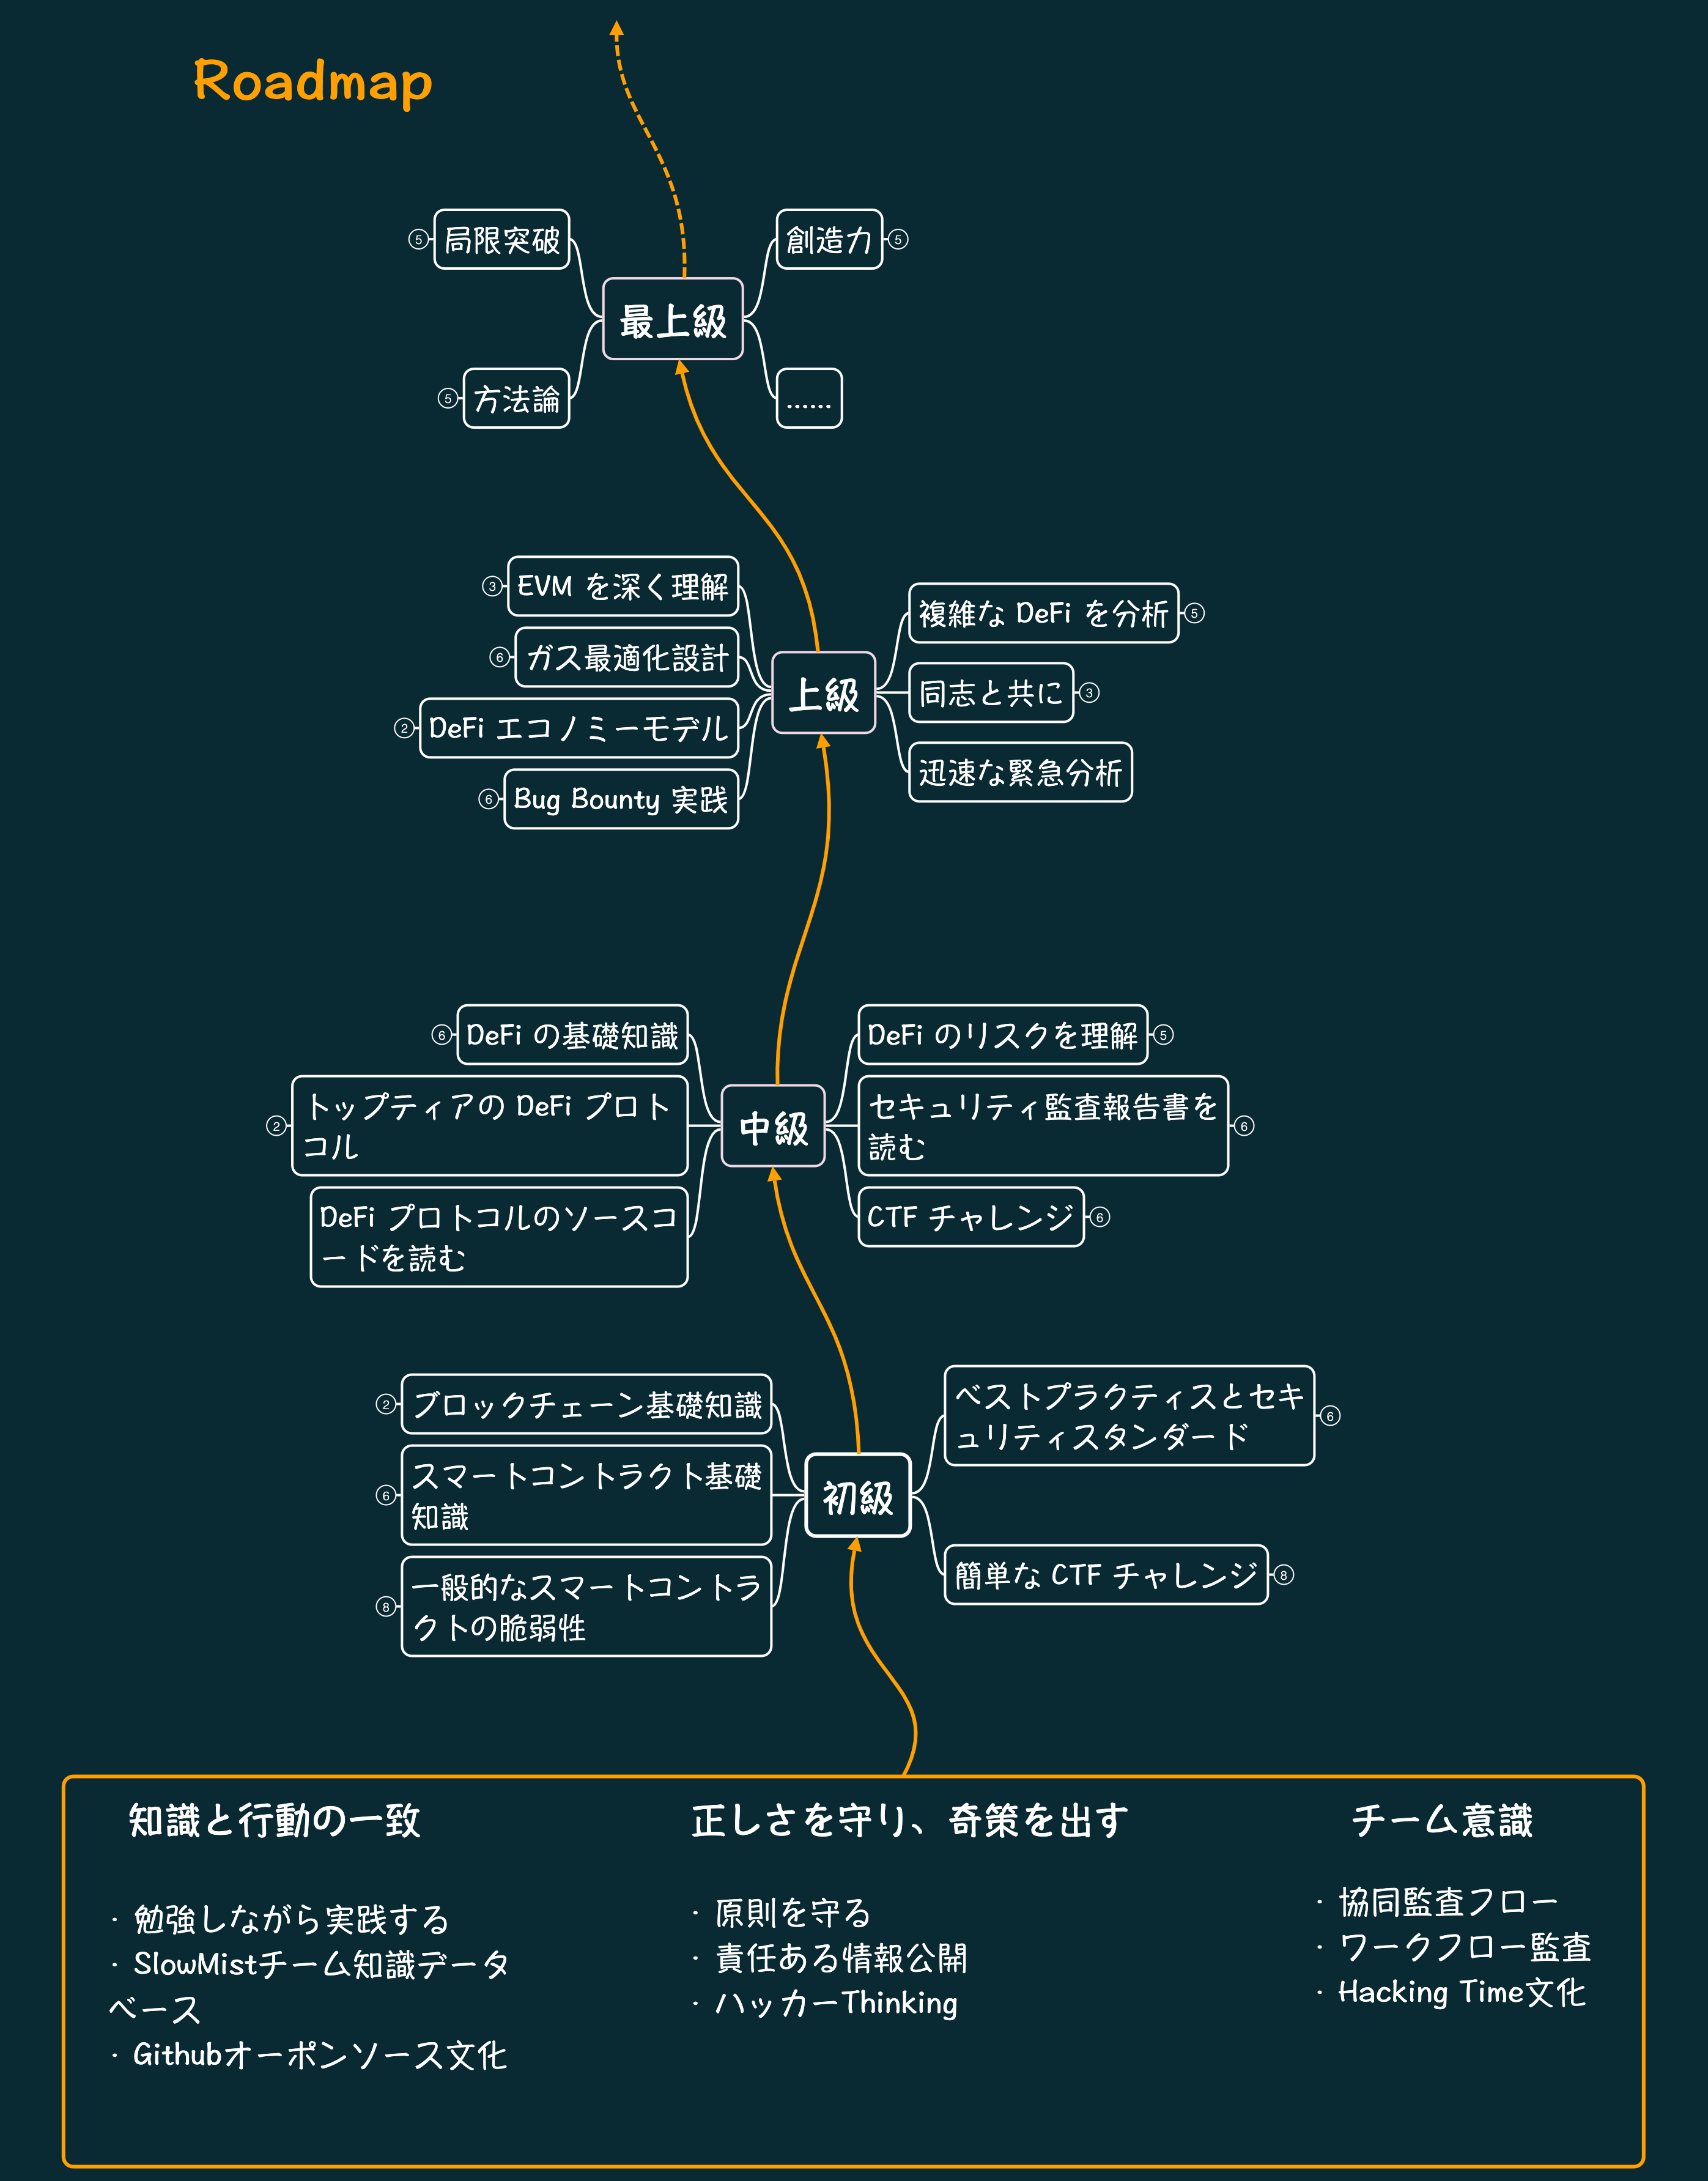 Roadmap
⑤
局限突破
創造力
⑤
最上級
⑤
方法論
......
③
EVM を深く理解
⑥
ガス最適化設計
②
DeFi エコノミーモデル
⑥
Bug Bounty 実践
上級
複雑な DeFi を分析
⑤
同志と共に
③
迅速な緊急分析
⑥
DeFi の基礎知識
②
トップティアの DeFi プロト
コル
DeFi プロトコルのソースコ
ードを読む
中級
DeFi のリスクを理解
⑤
セキュリティ監査報告書を
読む
⑥
CTF チャレンジ
⑥
②
ブロックチェーン基礎知識
⑥
スマートコントラクト基礎
知識
⑧
一般的なスマートコントラ
クトの脆弱性
初級
ベストプラクティスとセキ
ュリティスタンダード
⑥
簡単な CTF チャレンジ
⑧
知識と行動の一致
· 勉強しながら実践する
· SlowMistチーム知識データ
ベース
· Githubオーポンソース文化
正しさを守り、奇策を出す
· 原則を守る
· 責任ある情報公開
· ハッカーThinking
チーム意識
· 協同監査フロー
· ワークフロー監査
· Hacking Time文化